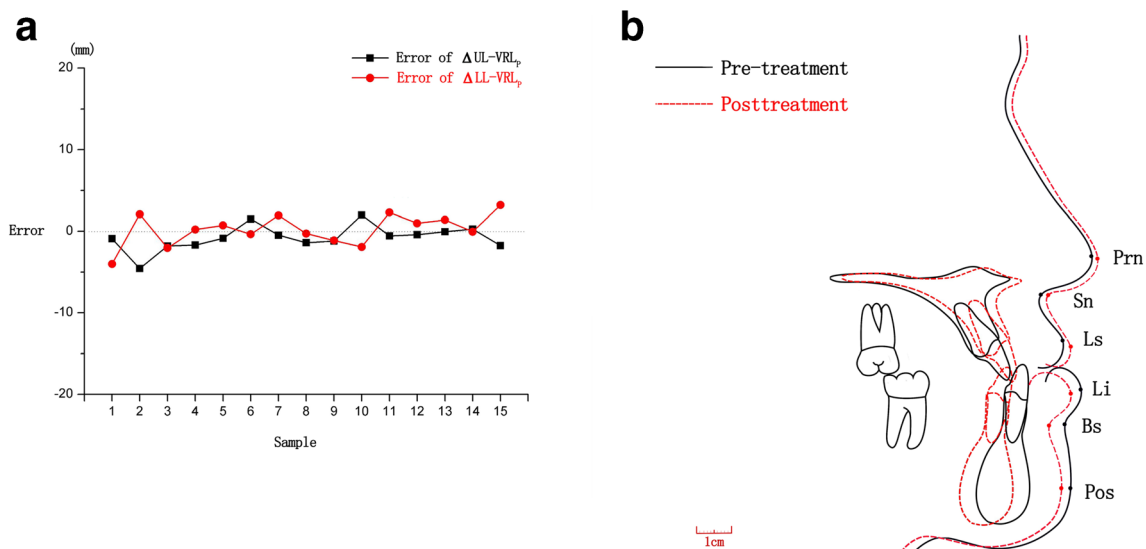 a
(mm)
Error of ΔUL-VRLₚ
Error of ΔLL-VRLₚ
20
10
Error
0
-10
-20
1 2 3 4 5 6 7 8 9 10 11 12 13 14 15
Sample
b
Pre-treatment
Posttreatment
Prn
Sn
Ls
Li
Bs
Pos
1cm